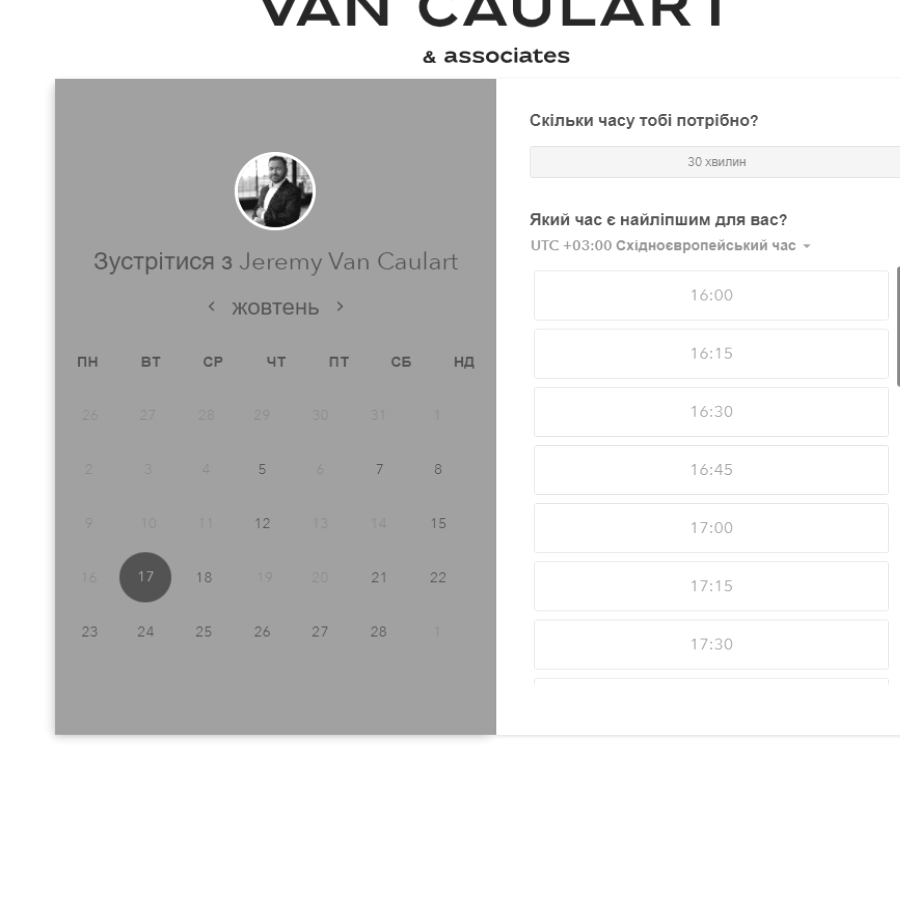 VAN CAULART
& associates
Зустрітися з Jeremy Van Caulart
жовтень
ПН ВТ СР ЧТ ПТ СБ НД
26 27 28 29 30 31 1
2 3 4 5 6 7 8
9 10 11 12 13 14 15
16 17 18 19 20 21 22
23 24 25 26 27 28 1
Скільки часу тобі потрібно?
30 хвилин
Який час є найліпшим для вас?
UTC +03:00 Східноєвропейський час
16:00
16:15
16:30
16:45
17:00
17:15
17:30